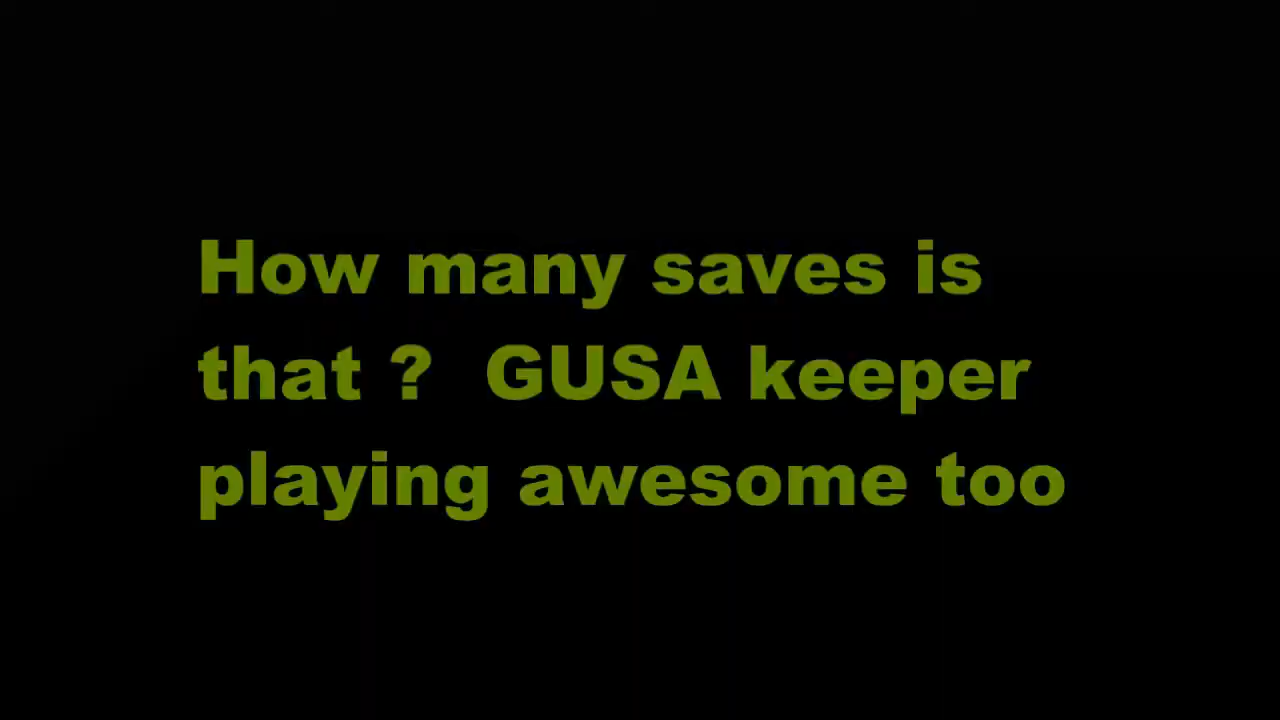 How many saves is
that ?  GUSA keeper
playing awesome too